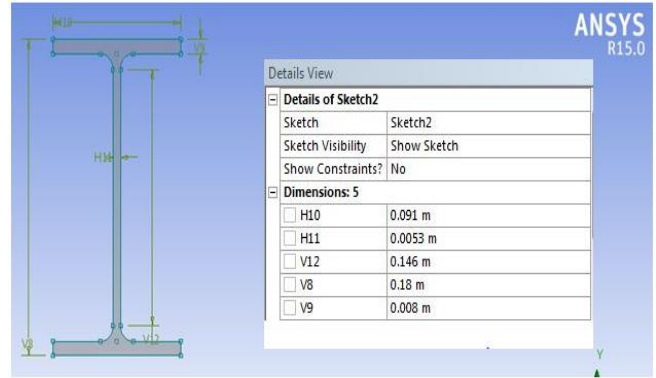 H10
V9
ANSYS
R15.0
Details View
Details of Sketch2
Sketch Sketch2
Sketch Visibility Show Sketch
Show Constraints? No
H11
Dimensions: 5
H10 0.091 m
H11 0.0053 m
V12 0.146 m
V8 0.18 m
V9 0.008 m
V8
V12
Y